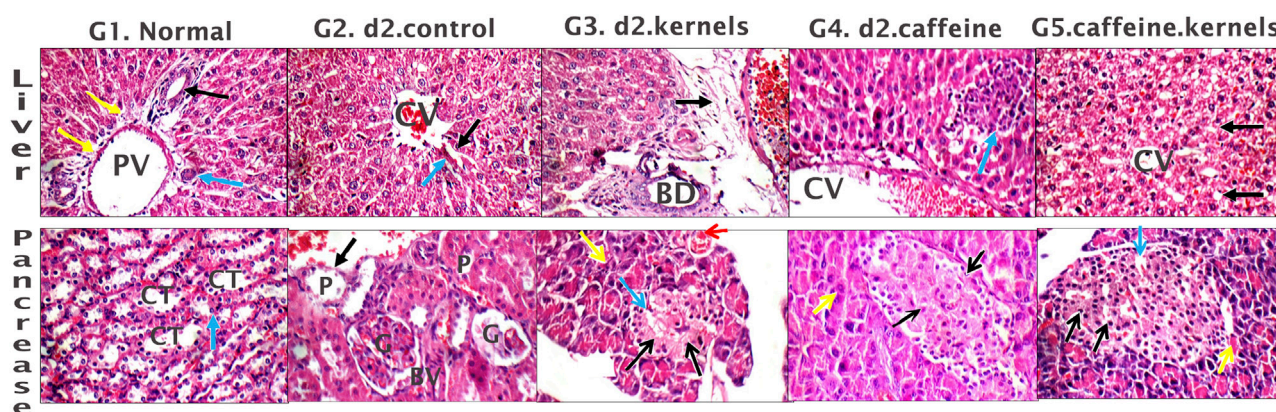 G1. Normal
G2. d2.control
G3. d2.kernels
G4. d2.caffeine
G5.caffeine.kernels
Liver
PV
CV
BD
CV
CV
Pancrease
CT
CT
CT
P
P
G
G
BV